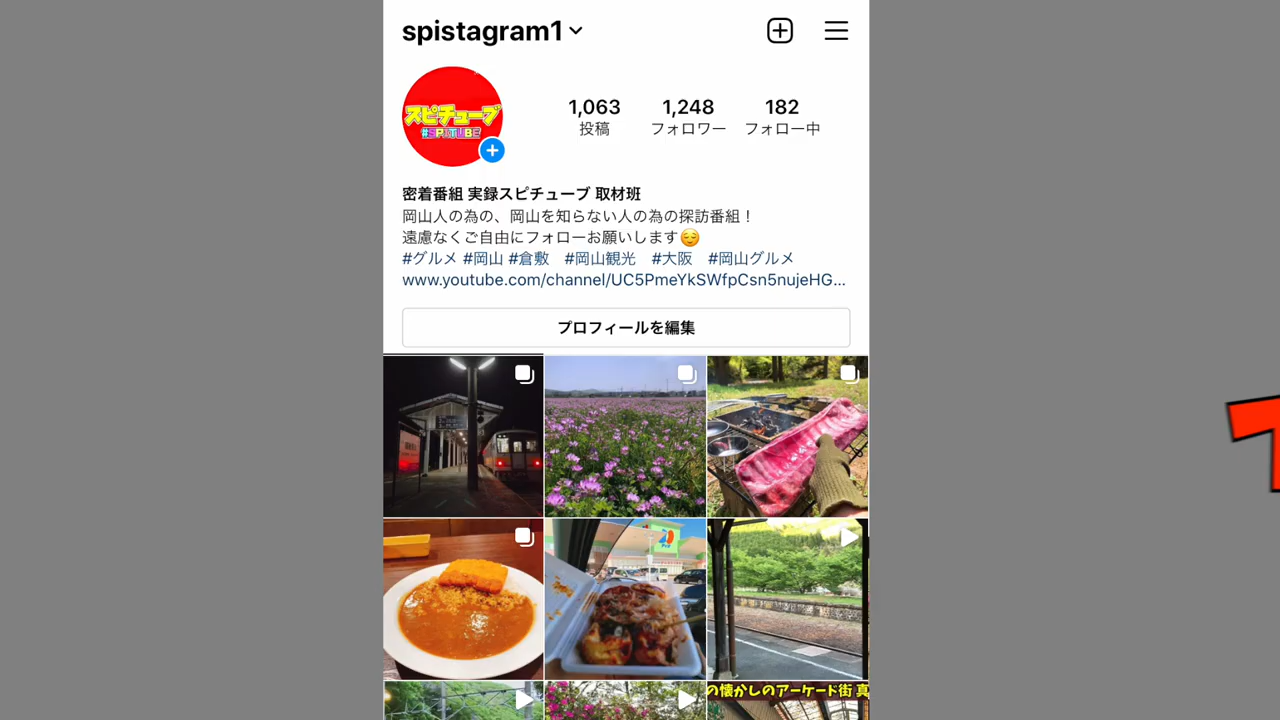 spistagram1
スピチューブ
#SPITUBE
1,063
投稿
1,248
フォロワー
182
フォロー中
密着番組 実録スピチューブ 取材班
岡山人の為の、岡山を知らない人の為の探訪番組！
遠慮なくご自由にフォローお願いします😌
#グルメ #岡山 #倉敷　#岡山観光　#大阪　#岡山グルメ
www.youtube.com/channel/UC5PmeYkSWfpCsn5nujeHG...
プロフィールを編集
の懐かしのアーケード街 真